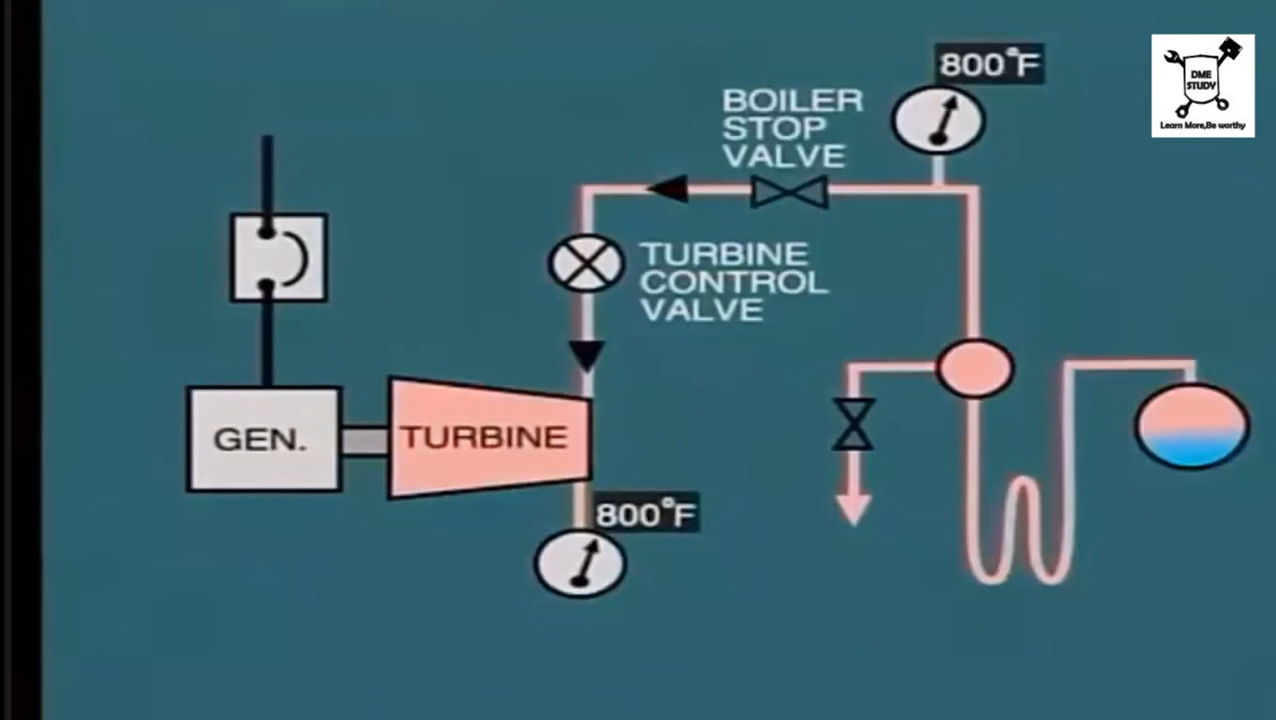 800°F
DME
STUDY
Learn More,Be worthy
BOILER
STOP
VALVE
TURBINE
CONTROL
VALVE
GEN.
TURBINE
800°F